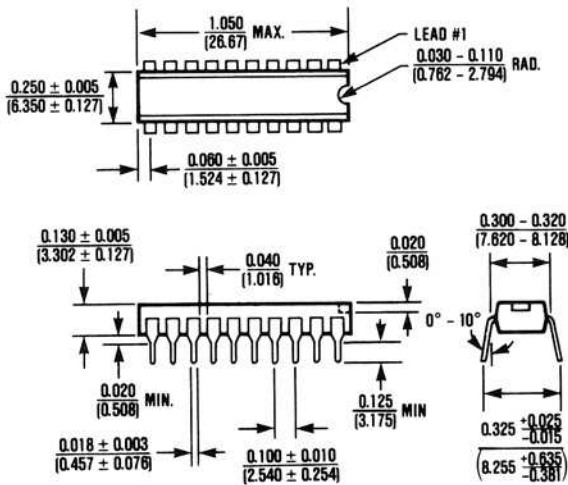 1.050
(26.67) MAX.
LEAD #1
0.030 - 0.110
(0.762 - 2.794) RAD.
0.250 ± 0.005
(6.350 ± 0.127)
0.060 ± 0.005
(1.524 ± 0.127)
0.130 ± 0.005
(3.302 ± 0.127)
0.040
(1.016) TYP.
0.020
(0.508)
0.300 - 0.320
(7.620 - 8.128)
0° - 10°
0.020
(0.508) MIN.
0.125
(3.175) MIN
0.018 ± 0.003
(0.457 ± 0.076)
0.100 ± 0.010
(2.540 ± 0.254)
0.325 +0.025
-0.015
(8.255 +0.635
-0.381)